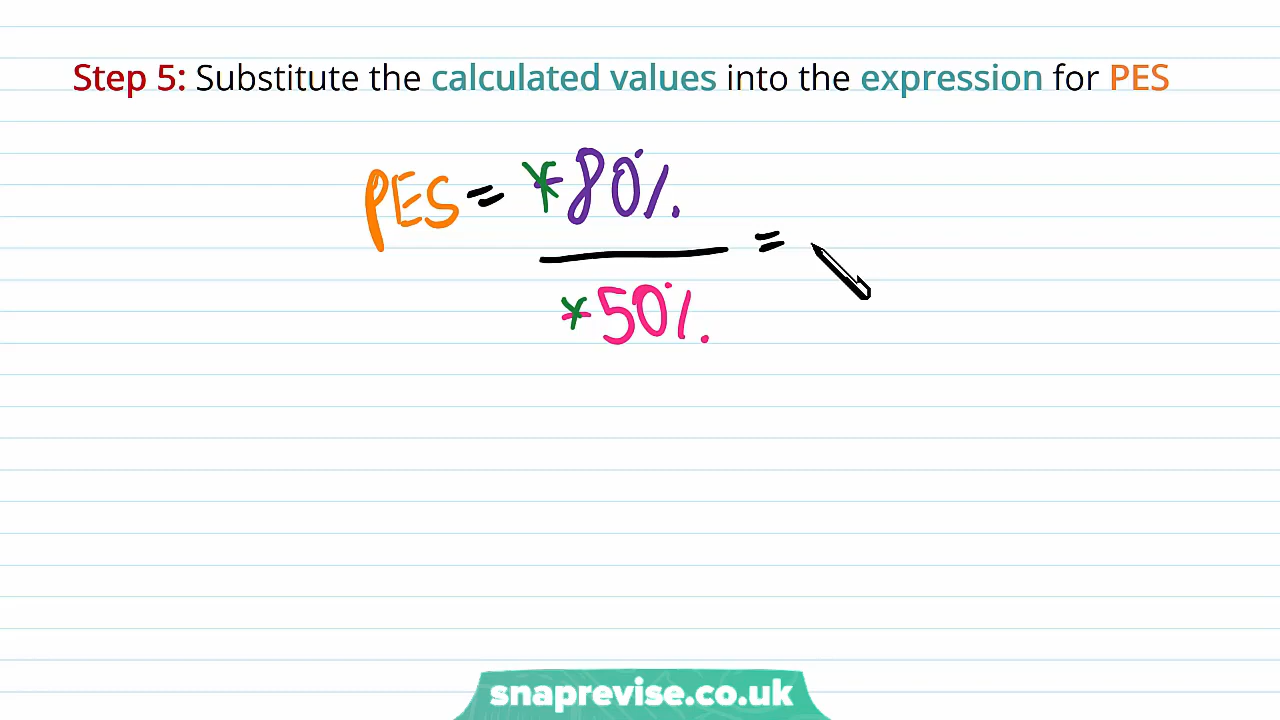 Step 5: Substitute the calculated values into the expression for PES
PES = *80%
=
*50%
snaprevise.co.uk